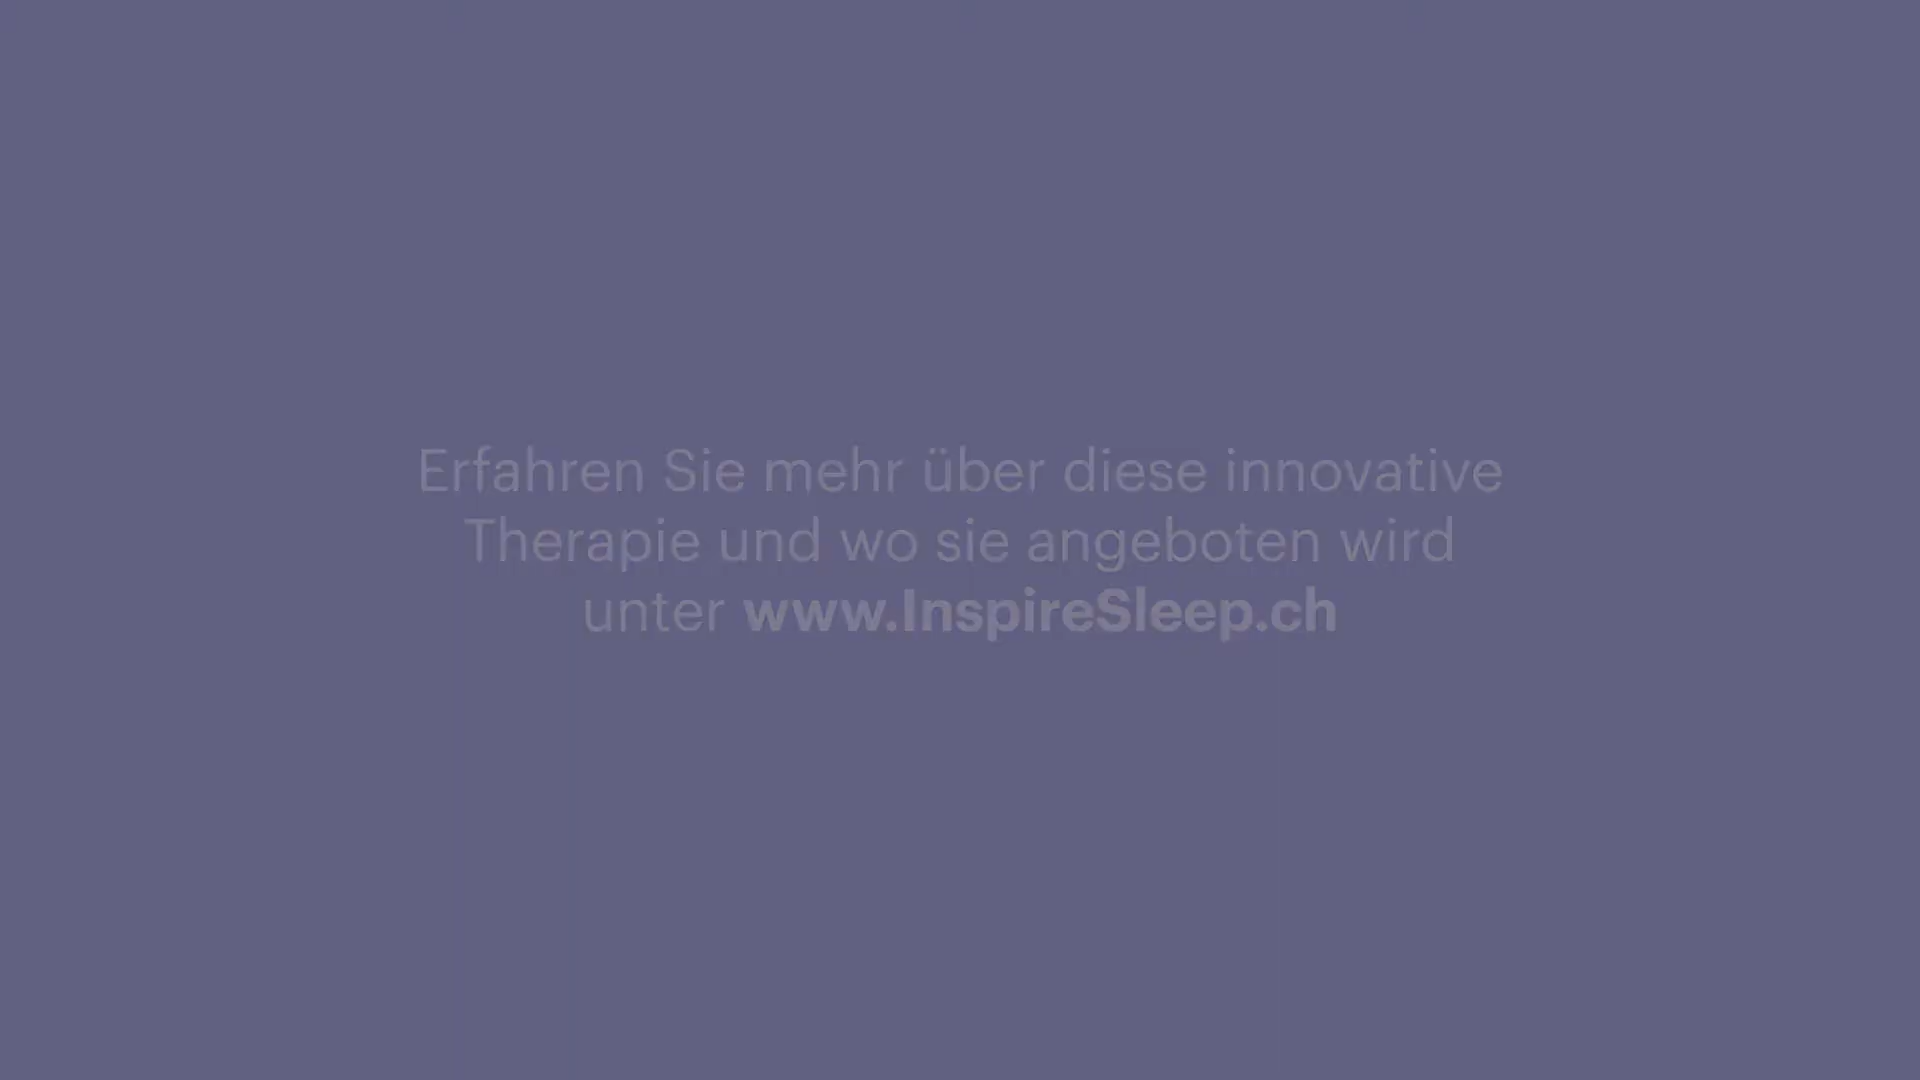 Erfahren Sie mehr über diese innovative
Therapie und wo sie angeboten wird
unter www.InspireSleep.ch